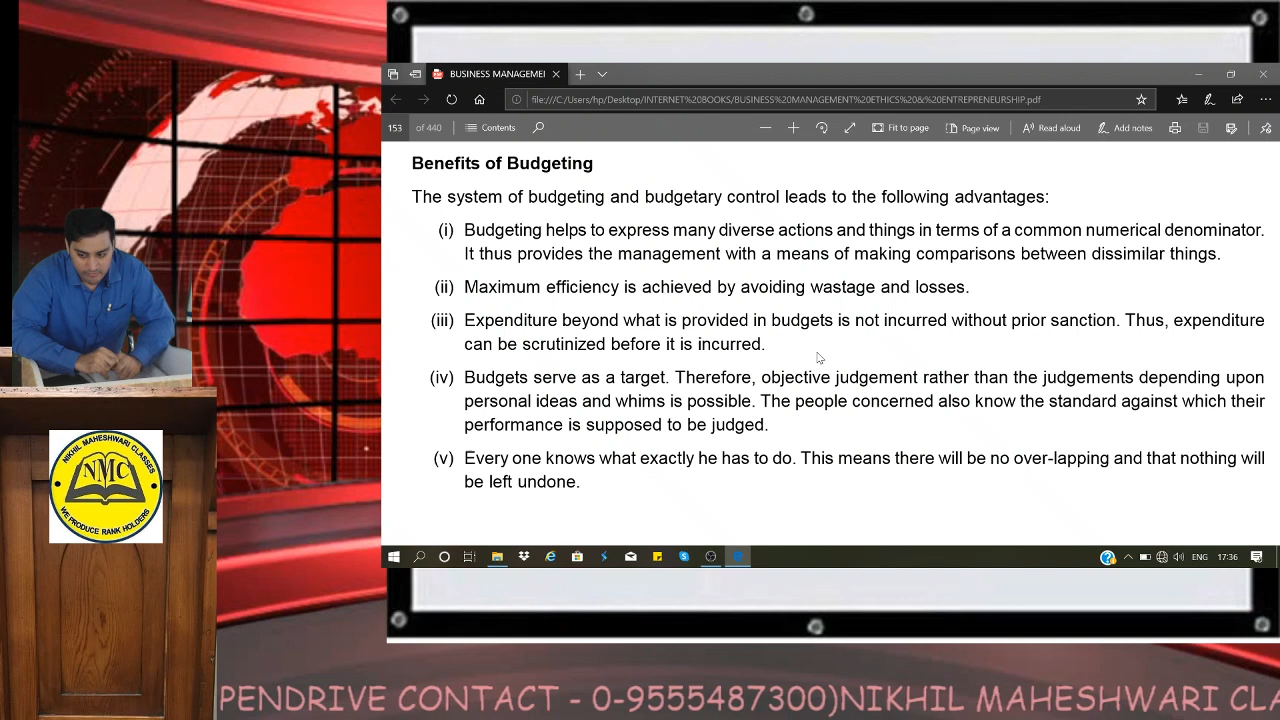 BUSINESS MANAGEMEI
file:///C:/Users/hp/Desktop/INTERNET%20BOOKS/BUSINESS%20MANAGEMENT%20ETHICS%20&%20ENTREPRENEURSHIP.pdf
153 of 440 Contents Fit to page Page view Read aloud Add notes
Benefits of Budgeting
The system of budgeting and budgetary control leads to the following advantages:
(i) Budgeting helps to express many diverse actions and things in terms of a common numerical denominator.
It thus provides the management with a means of making comparisons between dissimilar things.
(ii) Maximum efficiency is achieved by avoiding wastage and losses.
(iii) Expenditure beyond what is provided in budgets is not incurred without prior sanction. Thus, expenditure
can be scrutinized before it is incurred.
(iv) Budgets serve as a target. Therefore, objective judgement rather than the judgements depending upon
personal ideas and whims is possible. The people concerned also know the standard against which their
performance is supposed to be judged.
(v) Every one knows what exactly he has to do. This means there will be no over-lapping and that nothing will
be left undone.
ENG 17:36
NIKHIL MAHESHWARI CLASSES
NMC
WE PRODUCE RANK HOLDERS
PENDRIVE CONTACT - 0-9555487300)NIKHIL MAHESHWARI CLA